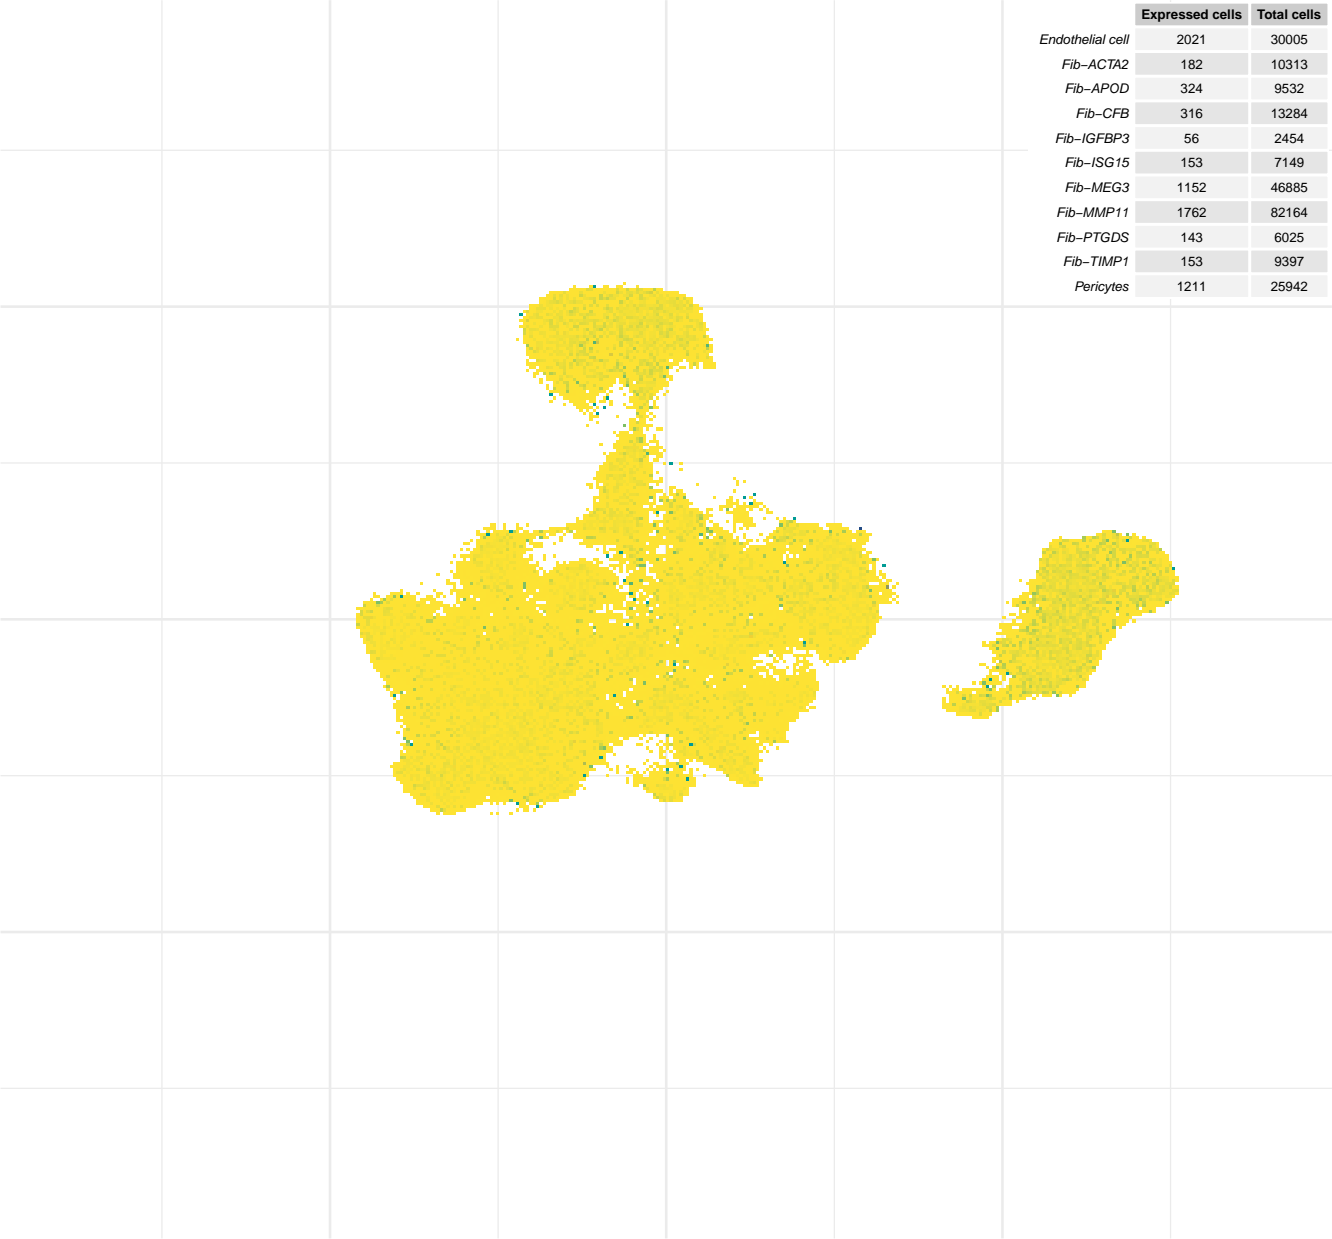 Expressed cells Total cells
Endothelial cell 2021 30005
Fib−ACTA2 182 10313
Fib−APOD 324 9532
Fib−CFB 316 13284
Fib−IGFBP3 56 2454
Fib−ISG15 153 7149
Fib−MEG3 1152 46885
Fib−MMP11 1762 82164
Fib−PTGDS 143 6025
Fib−TIMP1 153 9397
Pericytes 1211 25942